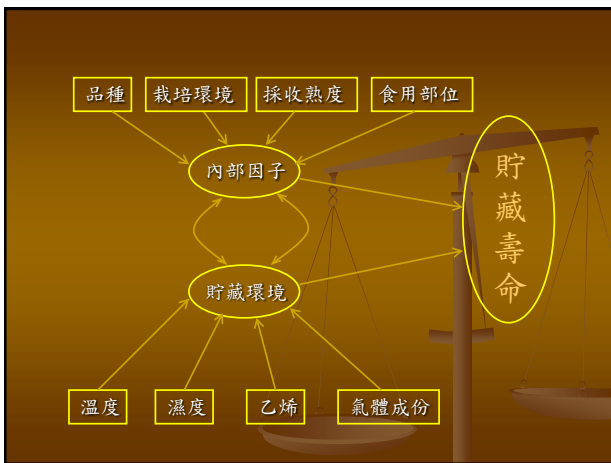 品種
栽培環境
採收熟度
食用部位
內部因子
貯藏壽命
貯藏環境
溫度
濕度
乙烯
氣體成份